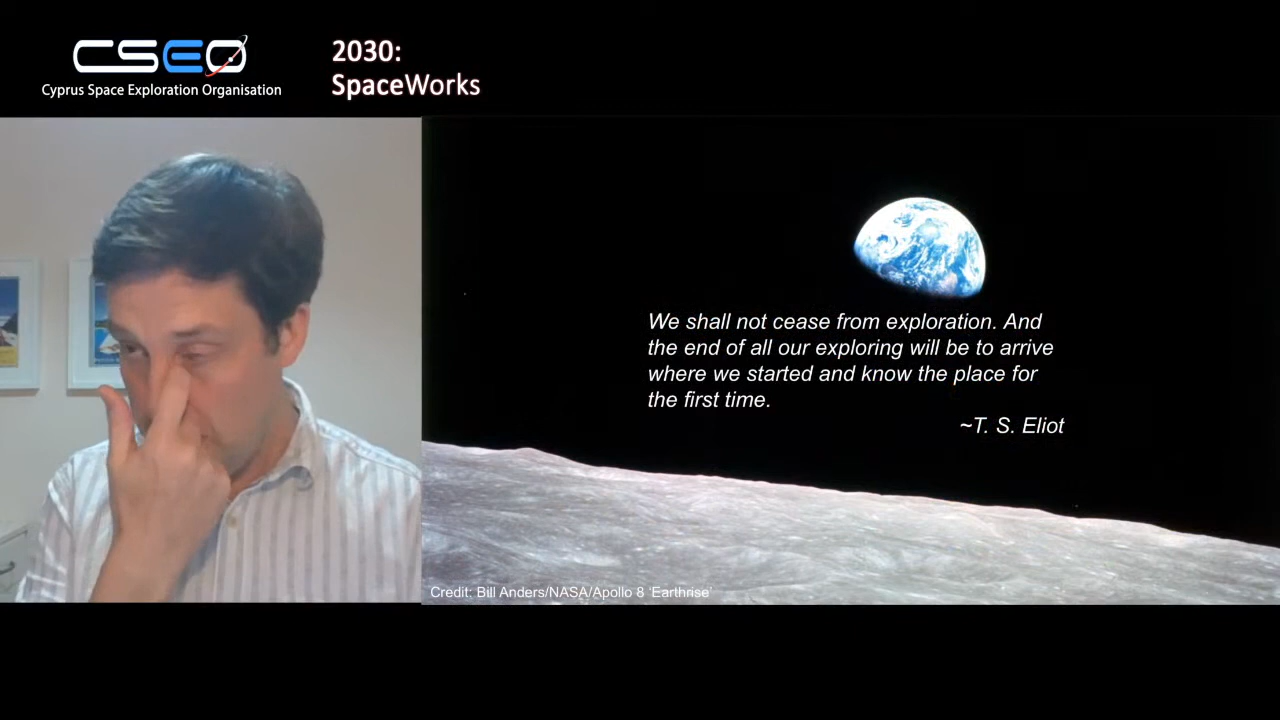 CSEO
Cyprus Space Exploration Organisation
2030:
SpaceWorks
We shall not cease from exploration. And
the end of all our exploring will be to arrive
where we started and know the place for
the first time.
~T. S. Eliot
Credit: Bill Anders/NASA/Apollo 8 'Earthrise'